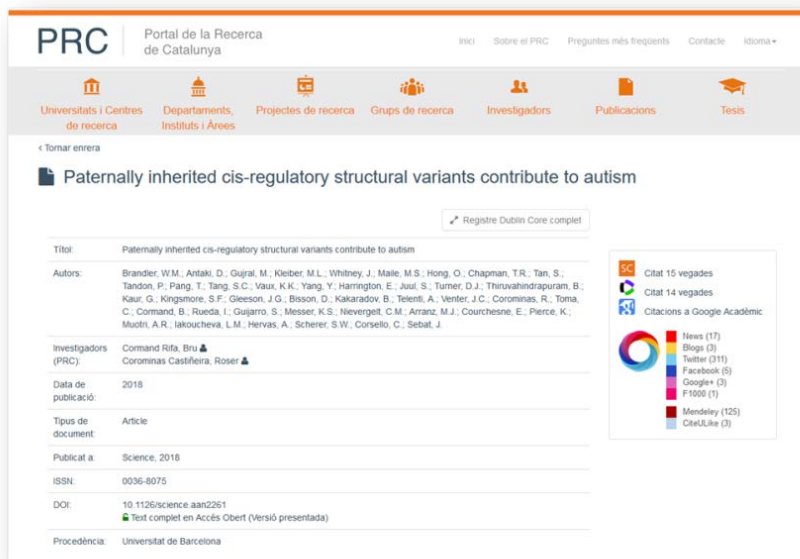 PRC
Portal de la Recerca
de Catalunya
Inici Sobre el PRC Preguntes més freqüents Contacte Idioma
Universitats i Centres
de recerca
Departaments,
Instituts i Àrees
Projectes de recerca
Grups de recerca
Investigadors
Publicacions
Tesis
‹ Tornar enrera
Paternally inherited cis-regulatory structural variants contribute to autism
Registre Dublin Core complet
Títol: Paternally inherited cis-regulatory structural variants contribute to autism
Autors: Brandler, W.M.; Antaki, D.; Gujral, M.; Kleiber, M.L.; Whitney, J.; Maile, M.S.; Hong, O.; Chapman, T.R.; Tan, S.;
Tandon, P.; Pang, T.; Tang, S.C.; Vaux, K.K.; Yang, Y.; Harrington, E.; Juul, S.; Turner, D.J.; Thiruvahindrapuram, B.;
Kaur, G.; Kingsmore, S.F.; Gleeson, J.G.; Bisson, D.; Kakaradov, B.; Telenti, A.; Venter, J.C.; Corominas, R.; Toma,
C.; Cormand, B.; Rueda, I.; Guijarro, S.; Messer, K.S.; Nievergelt, C.M.; Arranz, M.J.; Courchesne, E.; Pierce, K.;
Muotri, A.R.; Iakoucheva, L.M.; Hervas, A.; Scherer, S.W.; Corsello, C.; Sebat, J.
Investigadors
(PRC):
Cormand Rifa, Bru
Corominas Castiñeira, Roser
Data de
publicació:
2018
Tipus de
document:
Article
Publicat a: Science, 2018
ISSN: 0036-8075
DOI: 10.1126/science.aan2261
Text complet en Accés Obert (Versió presentada)
Procedència: Universitat de Barcelona
SC Citat 15 vegades
Citat 14 vegades
Citacions a Google Acadèmic
News (17)
Blogs (3)
Twitter (311)
Facebook (5)
Google+ (3)
F1000 (1)
Mendeley (125)
CiteULike (3)